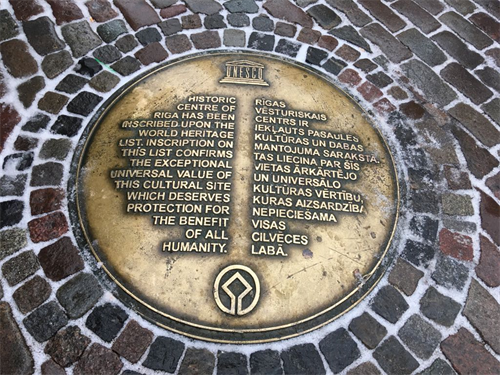 UNESCO
HISTORIC
CENTRE OF
RIGA HAS BEEN
INSCRIBED UPON THE
WORLD HERITAGE
LIST. INSCRIPTION ON
THIS LIST CONFIRMS
THE EXCEPTIONAL
UNIVERSAL VALUE OF
THIS CULTURAL SITE
WHICH DESERVES
PROTECTION FOR
THE BENEFIT
OF ALL
HUMANITY.
RĪGAS
VĒSTURISKAIS
CENTRS IR
IEKĻAUTS PASAULES
KULTŪRAS UN DABAS
MANTOJUMA SARAKSTĀ.
TAS LIECINA PAR ŠĪS
VIETAS ĀRKĀRTĒJO
UN UNIVERSĀLO
KULTŪRAS VĒRTĪBU,
KURAS AIZSARDZĪBA
NEPIECIEŠAMA
VISAS
CILVĒCES
LABĀ.